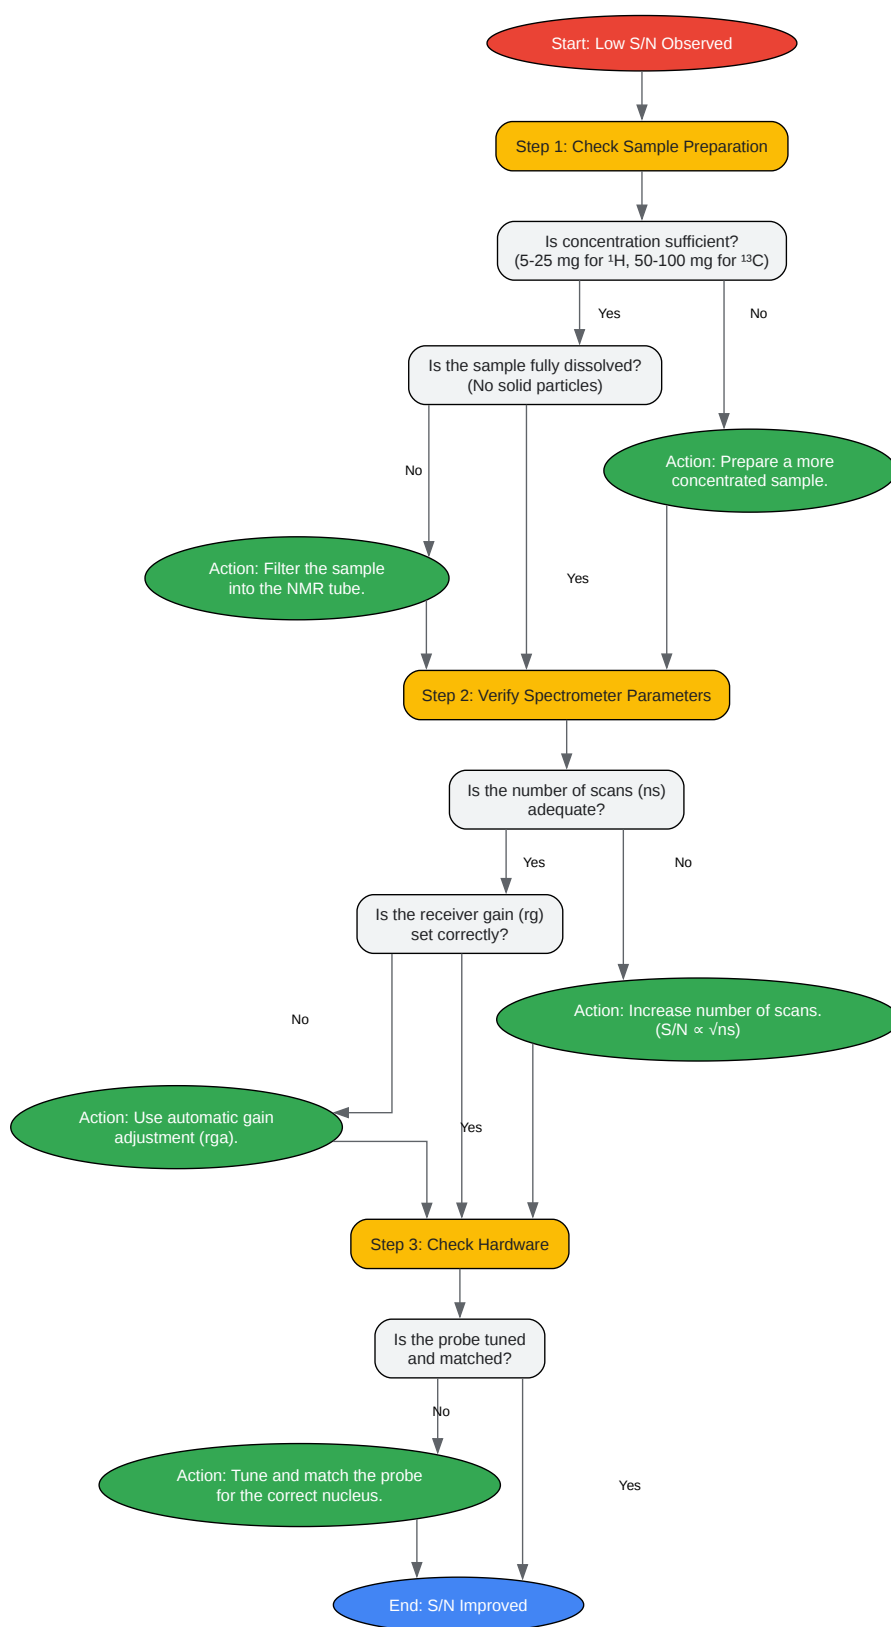 Start: Low S/N Observed
Step 1: Check Sample Preparation
Is concentration sufficient?
(5-25 mg for ¹H, 50-100 mg for ¹³C)
Yes
No
Is the sample fully dissolved?
(No solid particles)
No
Action: Prepare a more
concentrated sample.
Action: Filter the sample
into the NMR tube.
Yes
Step 2: Verify Spectrometer Parameters
Is the number of scans (ns)
adequate?
Yes
No
Is the receiver gain (rg)
set correctly?
No
Action: Increase number of scans.
(S/N ∝ √ns)
Action: Use automatic gain
adjustment (rga).
Yes
Step 3: Check Hardware
Is the probe tuned
and matched?
No
Action: Tune and match the probe
for the correct nucleus.
Yes
End: S/N Improved